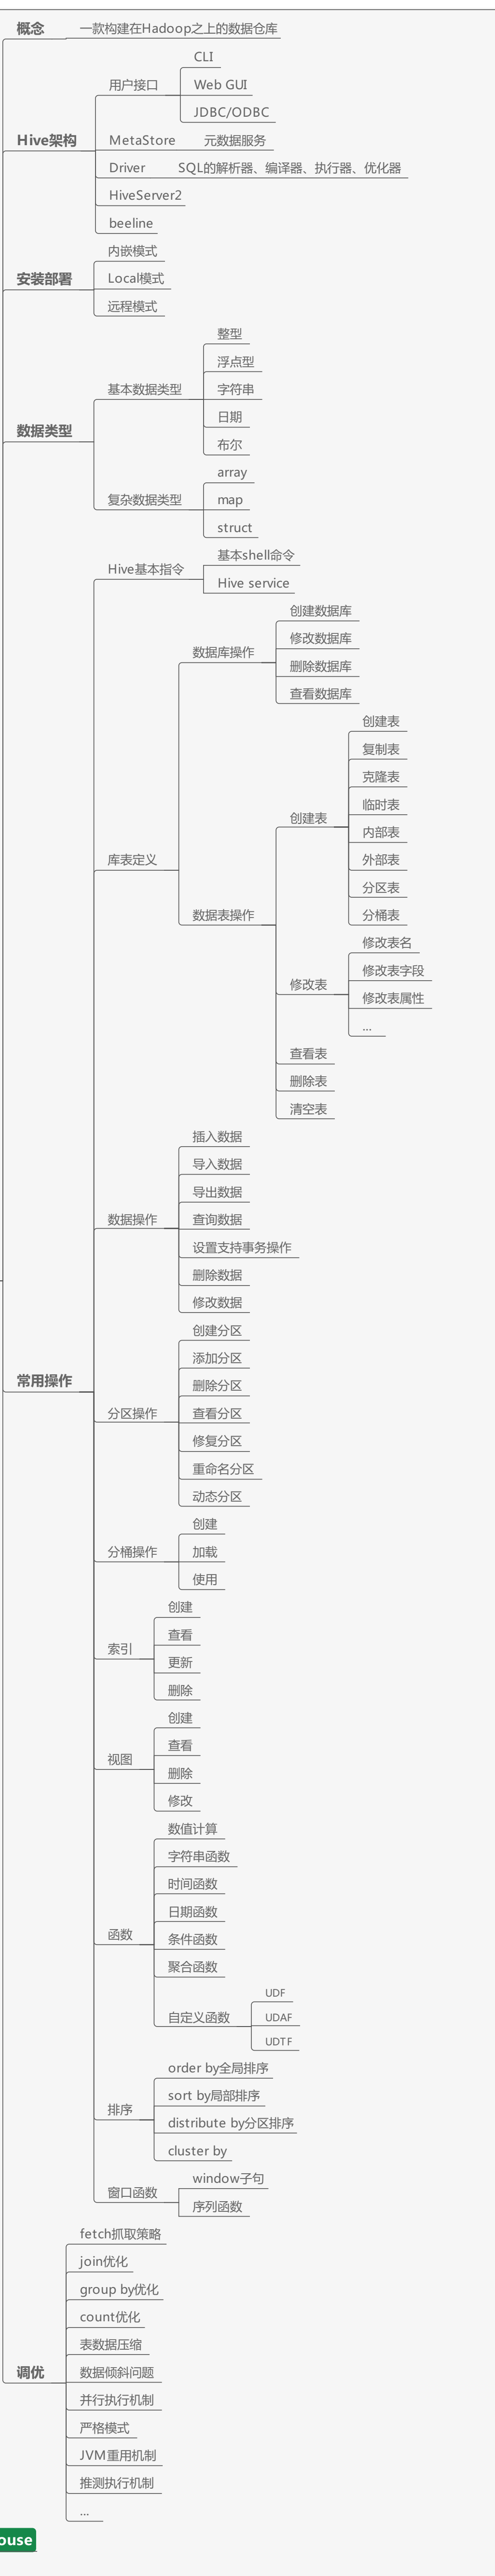 概念
一款构建在Hadoop之上的数据仓库
Hive架构
用户接口
CLI
Web GUI
JDBC/ODBC
MetaStore
元数据服务
Driver
SQL的解析器、编译器、执行器、优化器
HiveServer2
beeline
安装部署
内嵌模式
Local模式
远程模式
数据类型
基本数据类型
整型
浮点型
字符串
日期
布尔
复杂数据类型
array
map
struct
常用操作
Hive基本指令
基本shell命令
Hive service
库表定义
数据库操作
创建数据库
修改数据库
删除数据库
查看数据库
数据表操作
创建表
创建表
复制表
克隆表
临时表
内部表
外部表
分区表
分桶表
修改表
修改表名
修改表字段
修改表属性
...
查看表
删除表
清空表
数据操作
插入数据
导入数据
导出数据
查询数据
设置支持事务操作
删除数据
修改数据
分区操作
创建分区
添加分区
删除分区
查看分区
修复分区
重命名分区
动态分区
分桶操作
创建
加载
使用
索引
创建
查看
更新
删除
视图
创建
查看
删除
修改
函数
数值计算
字符串函数
时间函数
日期函数
条件函数
聚合函数
自定义函数
UDF
UDAF
UDTF
排序
order by全局排序
sort by局部排序
distribute by分区排序
cluster by
窗口函数
window子句
序列函数
调优
fetch抓取策略
join优化
group by优化
count优化
表数据压缩
数据倾斜问题
并行执行机制
严格模式
JVM重用机制
推测执行机制
...
ouse